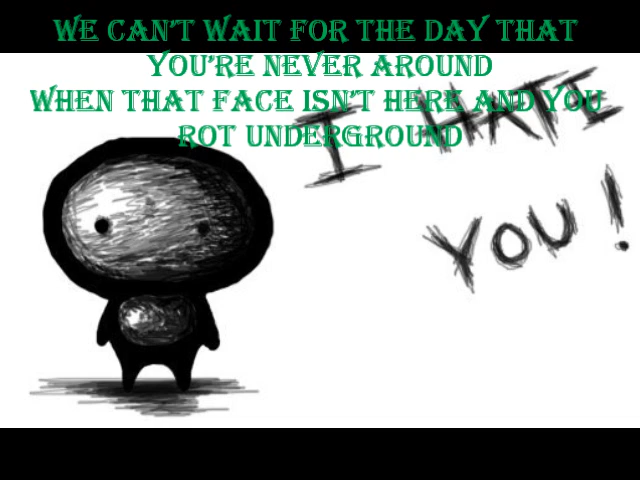 WE CAN'T WAIT FOR THE DAY THAT
YOU'RE NEVER AROUND
WHEN THAT FACE ISN'T HERE AND YOU
ROT UNDERGROUND
I HATE
YOU!